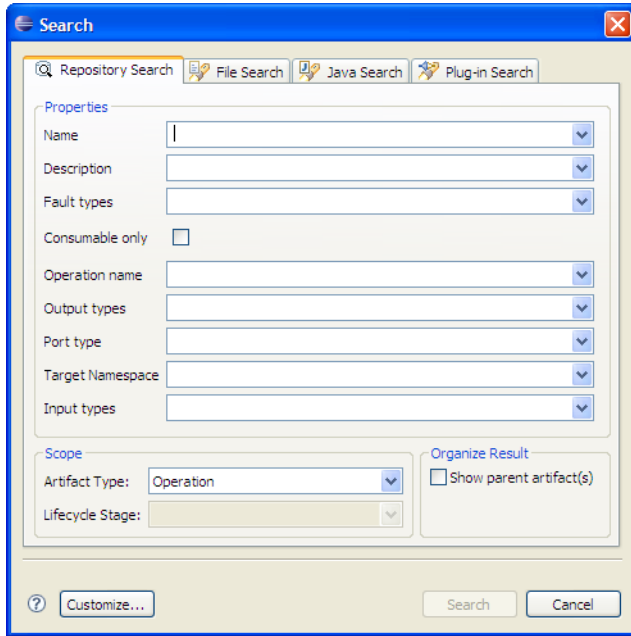 Search
Repository Search File Search Java Search Plug-in Search
Properties
Name
Description
Fault types
Consumable only
Operation name
Output types
Port type
Target Namespace
Input types
Scope
Artifact Type: Operation
Lifecycle Stage:
Organize Result
Show parent artifact(s)
Customize... Search Cancel